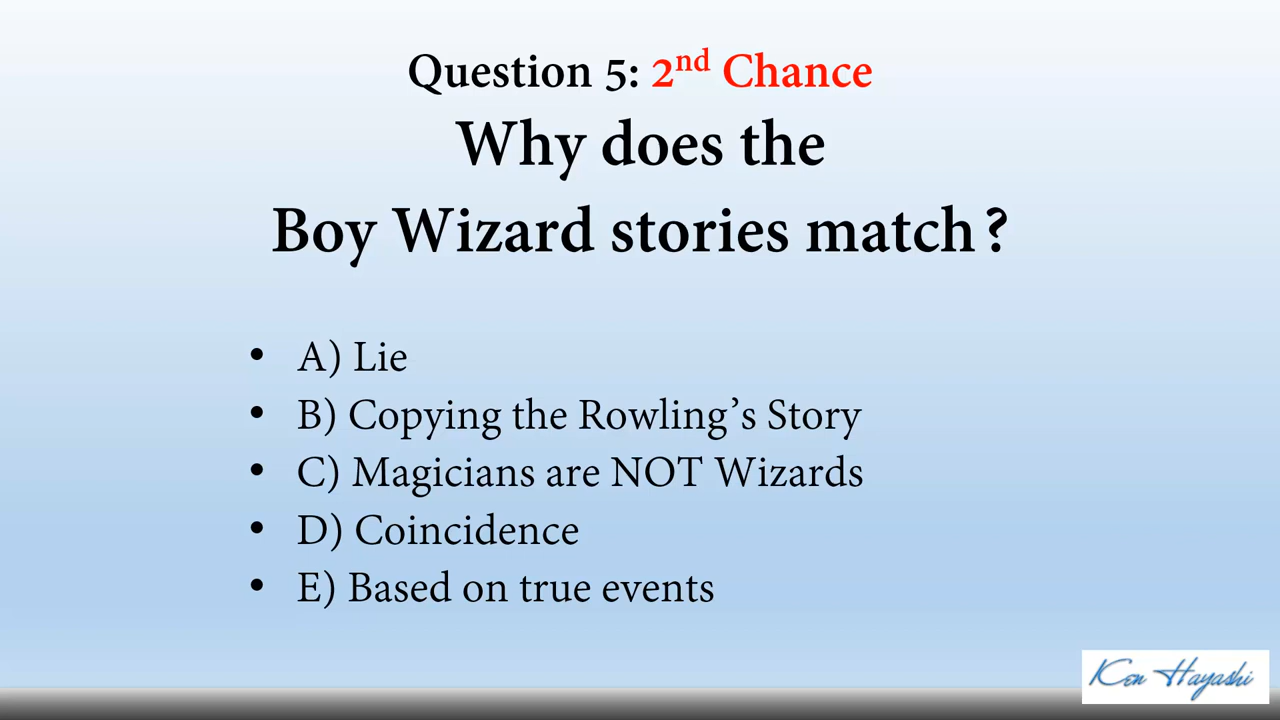 Question 5: 2nd Chance
Why does the
Boy Wizard stories match?
• A) Lie
• B) Copying the Rowling’s Story
• C) Magicians are NOT Wizards
• D) Coincidence
• E) Based on true events
Ken Hayashi